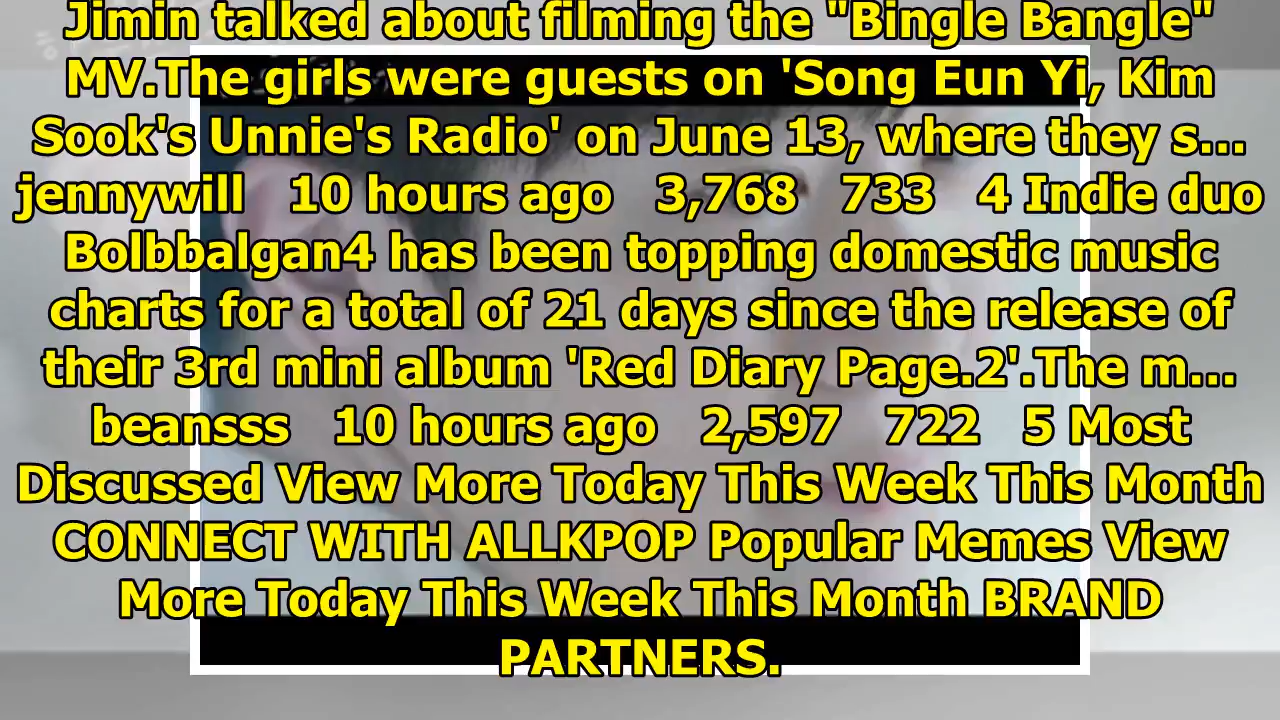 Jimin talked about filming the "Bingle Bangle"
MV.The girls were guests on 'Song Eun Yi, Kim
Sook's Unnie's Radio' on June 13, where they s...
jennywill 10 hours ago 3,768 733 4 Indie duo
Bolbbalgan4 has been topping domestic music
charts for a total of 21 days since the release of
their 3rd mini album 'Red Diary Page.2'.The m...
beansss 10 hours ago 2,597 722 5 Most
Discussed View More Today This Week This Month
CONNECT WITH ALLKPOP Popular Memes View
More Today This Week This Month BRAND
PARTNERS.